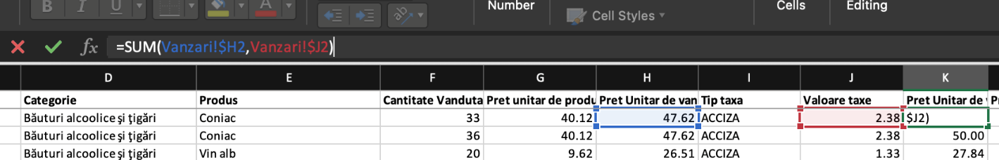 B I U A Number Cell Styles Cells Editing
fx =SUM(Vanzari!$H2,Vanzari!$J2)
D E F G H I J K
Categorie Produs Cantitate Vanduta Pret unitar de produ Pret Unitar de van Tip taxa Valoare taxe Pret Unitar de
Băuturi alcoolice şi ţigări Coniac 33 40.12 47.62 ACCIZA 2.38 $J2)
Băuturi alcoolice şi ţigări Coniac 36 40.12 47.62 ACCIZA 2.38 50.00
Băuturi alcoolice şi ţigări Vin alb 20 9.62 26.51 ACCIZA 1.33 27.84